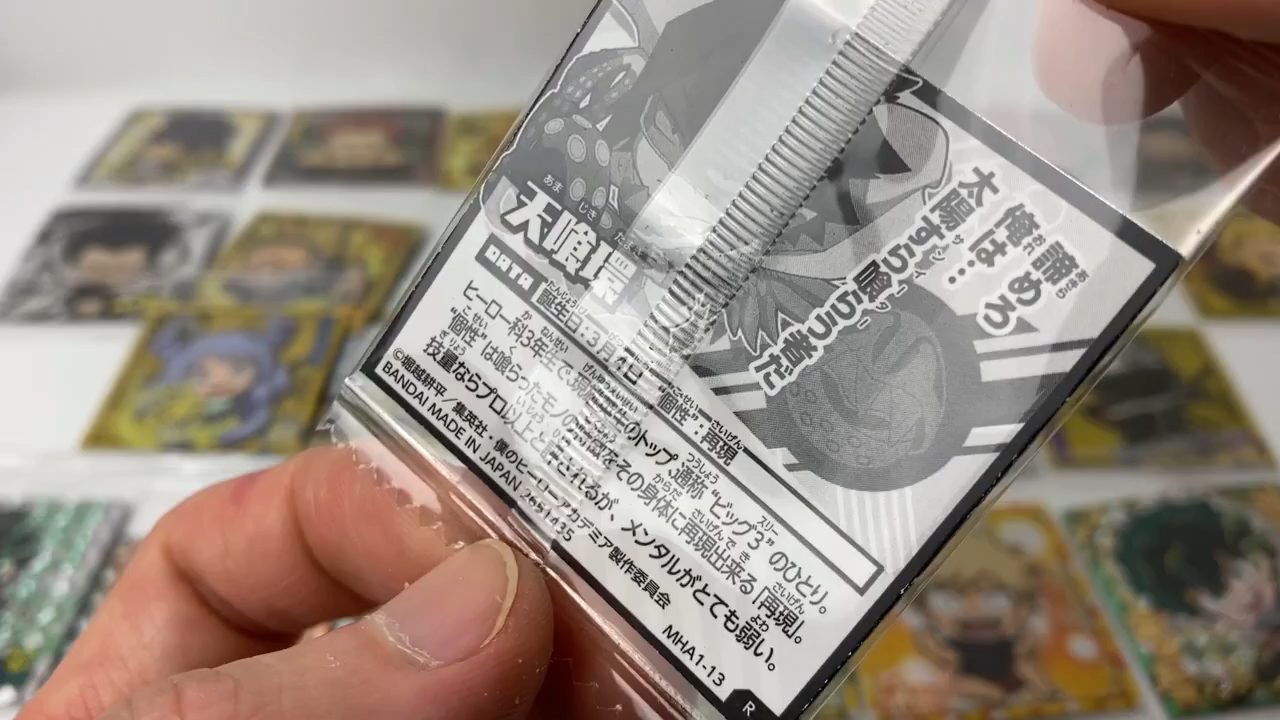 諦めろ
俺は…
太陽すら喰らう者だ
天喰環
DATA 誕生日:3月4日 “個性”:再現
ヒーロー科3年生で現雄英のトップ、通称“ビッグ3”のひとり。
“個性”は喰らったモノの特徴をその身体に再現出来る「再現」。
技量ならプロ以上と評されるが、メンタルがとても弱い。
©堀越耕平/集英社・僕のヒーローアカデミア製作委員会
BANDAI MADE IN JAPAN 2651435
MHA1-13
R